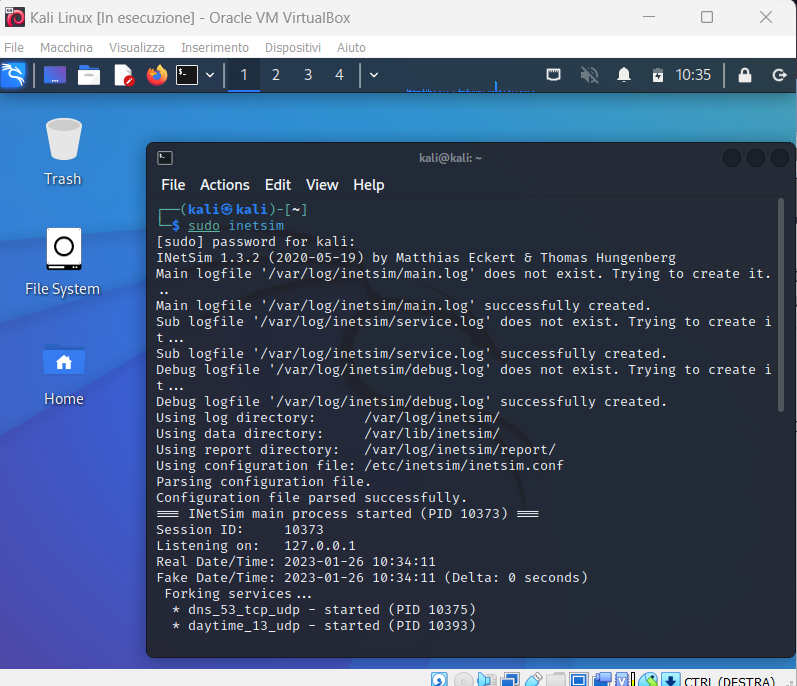 Kali Linux [In esecuzione] - Oracle VM VirtualBox
File Macchina Visualizza Inserimento Dispositivi Aiuto
1 2 3 4 10:35
Trash
File System
Home
kali@kali: ~
File Actions Edit View Help
┌──(kali㉿kali)-[~]
└─$ sudo inetsim
[sudo] password for kali:
INetSim 1.3.2 (2020-05-19) by Matthias Eckert & Thomas Hungenberg
Main logfile '/var/log/inetsim/main.log' does not exist. Trying to create it.
..
Main logfile '/var/log/inetsim/main.log' successfully created.
Sub logfile '/var/log/inetsim/service.log' does not exist. Trying to create i
t...
Sub logfile '/var/log/inetsim/service.log' successfully created.
Debug logfile '/var/log/inetsim/debug.log' does not exist. Trying to create i
t...
Debug logfile '/var/log/inetsim/debug.log' successfully created.
Using log directory:      /var/log/inetsim/
Using data directory:     /var/lib/inetsim/
Using report directory:   /var/log/inetsim/report/
Using configuration file: /etc/inetsim/inetsim.conf
Parsing configuration file.
Configuration file parsed successfully.
=== INetSim main process started (PID 10373) ===
Session ID:     10373
Listening on:   127.0.0.1
Real Date/Time: 2023-01-26 10:34:11
Fake Date/Time: 2023-01-26 10:34:11 (Delta: 0 seconds)
Forking services...
* dns_53_tcp_udp - started (PID 10375)
* daytime_13_udp - started (PID 10393)
CTRL (DESTRA)